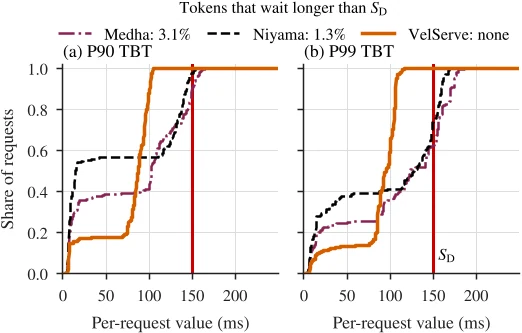 Tokens that wait longer than S_D
Medha: 3.1% Niyama: 1.3% VelServe: none
(a) P90 TBT (b) P99 TBT
Share of requests
1.0
0.8
0.6
0.4
0.2
0.0
S_D
0 50 100 150 200 0 50 100 150 200
Per-request value (ms) Per-request value (ms)